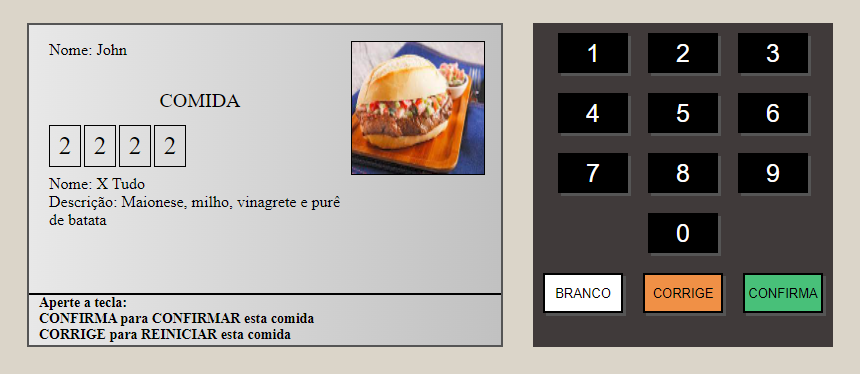 Nome: John
COMIDA
2 2 2 2
Nome: X Tudo
Descrição: Maionese, milho, vinagrete e purê
de batata
Aperte a tecla:
CONFIRMA para CONFIRMAR esta comida
CORRIGE para REINICIAR esta comida
1 2 3
4 5 6
7 8 9
0
BRANCO CORRIGE CONFIRMA